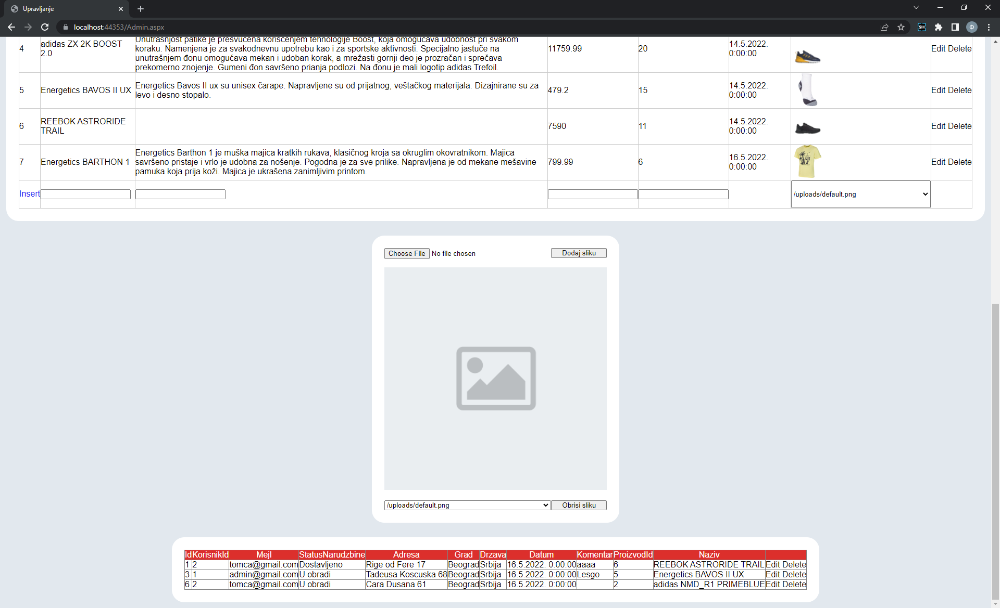 Upravljanje
localhost:44353/Admin.aspx
Unutrašnjost patike je presvučena korišćenjem tehnologije Boost, koja omogućava udobnost pri svakom
4 adidas ZX 2K BOOST 2.0 koraku. Namenjena je za svakodnevnu upotrebu kao i za sportske aktivnosti. Specijalno jastuče na 11759.99 20 14.5.2022. 0:00:00 Edit Delete
unutrašnjem đonu omogućava mekan i udoban korak, a mrežasti gornji deo je prozračan i sprečava
prekomerno znojenje. Gumeni đon savršeno prianja podlozi. Na đonu je mali logotip adidas Trefoil.
5 Energetics BAVOS II UX Energetics Bavos II ux su unisex čarape. Napravljene su od prijatnog, veštačkog materijala. Dizajnirane su za 479.2 15 14.5.2022. 0:00:00 Edit Delete
levo i desno stopalo.
6 REEBOK ASTRORIDE TRAIL 7590 11 14.5.2022. 0:00:00 Edit Delete
7 Energetics BARTHON 1 Energetics Barthon 1 je muška majica kratkih rukava, klasičnog kroja sa okruglim okovratnikom. Majica 799.99 6 16.5.2022. 0:00:00 Edit Delete
savršeno pristaje i vrlo je udobna za nošenje. Pogodna je za sve prilike. Napravljena je od mekane mešavine
pamuka koja prija koži. Majica je ukrašena zanimljivim printom.
Insert /uploads/default.png
Choose File No file chosen Dodaj sliku
/uploads/default.png Obrisi sliku
Id KorisnikId Mejl StatusNarudzbine Adresa Grad Drzava Datum Komentar ProizvodId Naziv
1 2 tomca@gmail.com Dostavljeno Rige od Fere 17 Beograd Srbija 16.5.2022. 0:00:00 aaaa 6 REEBOK ASTRORIDE TRAIL Edit Delete
3 1 admin@gmail.com U obradi Tadeusa Koscuska 68 Beograd Srbija 16.5.2022. 0:00:00 Lesgo 5 Energetics BAVOS II UX Edit Delete
6 2 tomca@gmail.com U obradi Cara Dusana 61 Beograd Srbija 16.5.2022. 0:00:00 2 adidas NMD_R1 PRIMEBLUE Edit Delete